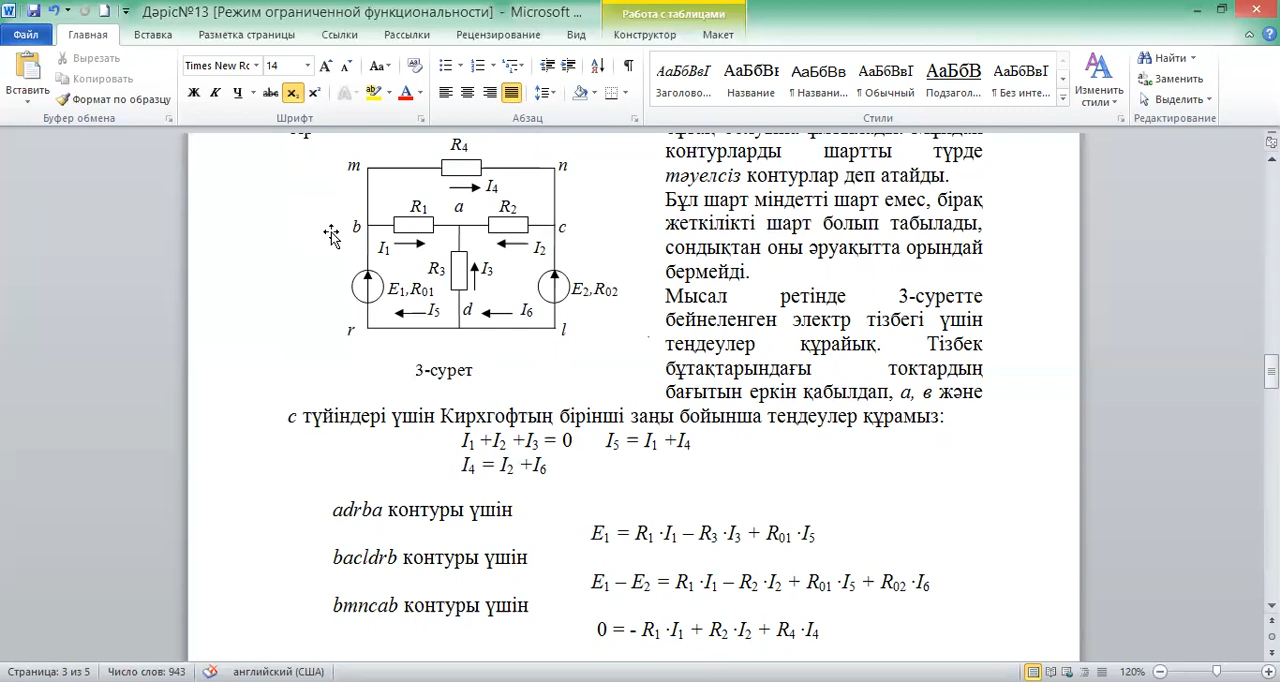 Дәріс№13 [Режим ограниченной функциональности] - Microsoft ...
Работа с таблицами
Файл Главная Вставка Разметка страницы Ссылки Рассылки Рецензирование Вид Конструктор Макет
Вставить
Вырезать
Копировать
Формат по образцу
Буфер обмена
Times New Rc 14
Ж К Ч abc x₂ x²
Шрифт
Абзац
АаБбВвІ АаБбВı АаБбВв АаБбВвІ АаБбВ АаБбВвІ
Заголово... Название ¶ Названи... ¶ Обычный Подзагол... ¶ Без инте...
Стили
Изменить стили
Найти
Заменить
Выделить
Редактирование
контурларды шартты түрде
тәуелсіз контурлар деп атайды.
Бұл шарт міндетті шарт емес, бірақ
жеткілікті шарт болып табылады,
сондықтан оны әруақытта орындай
бермейді.
Мысал ретінде 3-суретте
бейнеленген электр тізбегі үшін
теңдеулер құрайық. Тізбек
бұтақтарындағы токтардың
бағытын еркін қабылдап, а, в және
R4
m n
I4
R1 a R2
b c
I1 I2
R3 I3
E1,R01 E2,R02
I5 d I6
r l
3-сурет
с түйіндері үшін Кирхгофтың бірінші заңы бойынша теңдеулер құрамыз:
I₁ +I₂ +I₃ = 0 I₅ = I₁ +I₄
I₄ = I₂ +I₆
adrba контуры үшін
E₁ = R₁ ·I₁ – R₃ ·I₃ + R₀₁ ·I₅
bacldrb контуры үшін
E₁ – E₂ = R₁ ·I₁ – R₂ ·I₂ + R₀₁ ·I₅ + R₀₂ ·I₆
bmncab контуры үшін
0 = - R₁ ·I₁ + R₂ ·I₂ + R₄ ·I₄
Страница: 3 из 5 Число слов: 943 английский (США) 120%